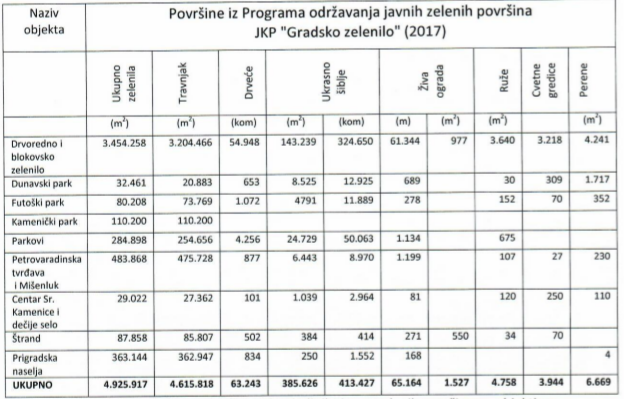 Naziv objekta Površine iz Programa održavanja javnih zelenih površina
JKP "Gradsko zelenilo" (2017)
Ukupno zelenila Travnjak Drveće Ukrasno šiblje Živa ograda Ruže Cvetne gredice Perene
(m²) (m²) (kom) (m²) (kom) (m) (m²) (m²)
Drvoredno i blokovsko zelenilo 3.454.258 3.204.466 54.948 143.239 324.650 61.344 977 3.640 3.218 4.241
Dunavski park 32.461 20.883 653 8.525 12.925 689 30 309 1.717
Futoški park 80.208 73.769 1.072 4791 11.889 278 152 70 352
Kamenički park 110.200 110.200
Parkovi 284.898 254.656 4.256 24.729 50.063 1.134 675
Petrovaradinska tvrđava i Mišenluk 483.868 475.728 877 6.443 8.970 1.199 107 27 230
Centar Sr. Kamenice i dečije selo 29.022 27.362 101 1.039 2.964 81 120 250 110
Štrand 87.858 85.807 502 384 414 271 550 34 70
Prigradska naselja 363.144 362.947 834 250 1.552 168 4
UKUPNO 4.925.917 4.615.818 63.243 385.626 413.427 65.164 1.527 4.758 3.944 6.669